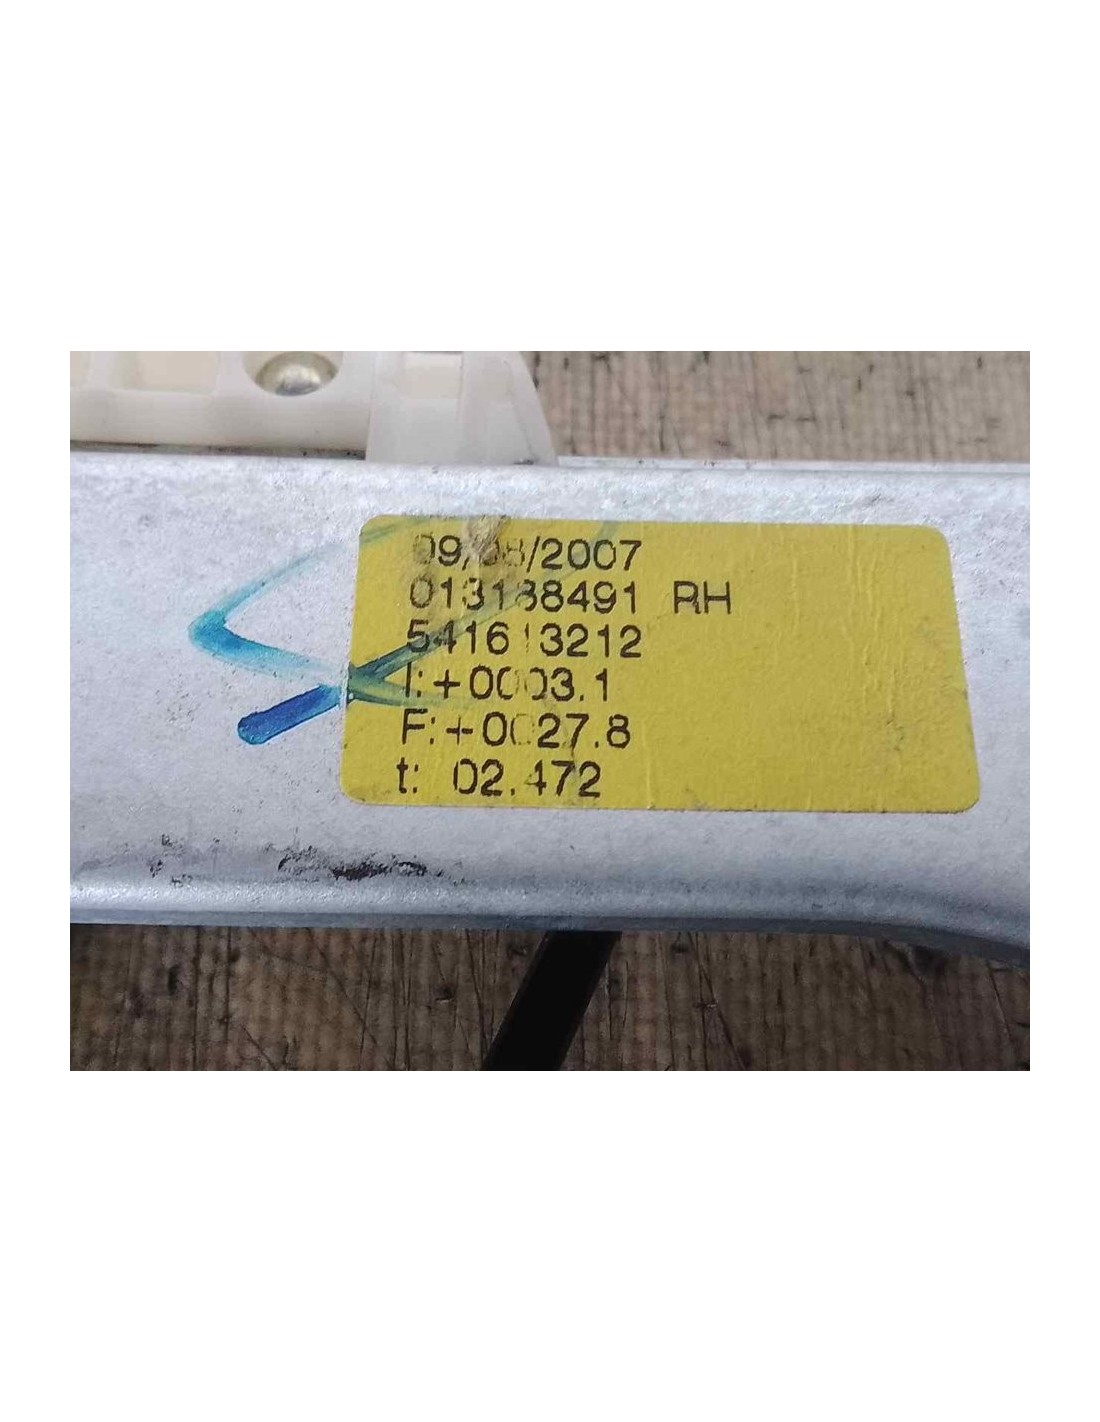 09/08/2007
013188491 RH
541613212
I:+0003.1
F:+0027.8
t: 02.472